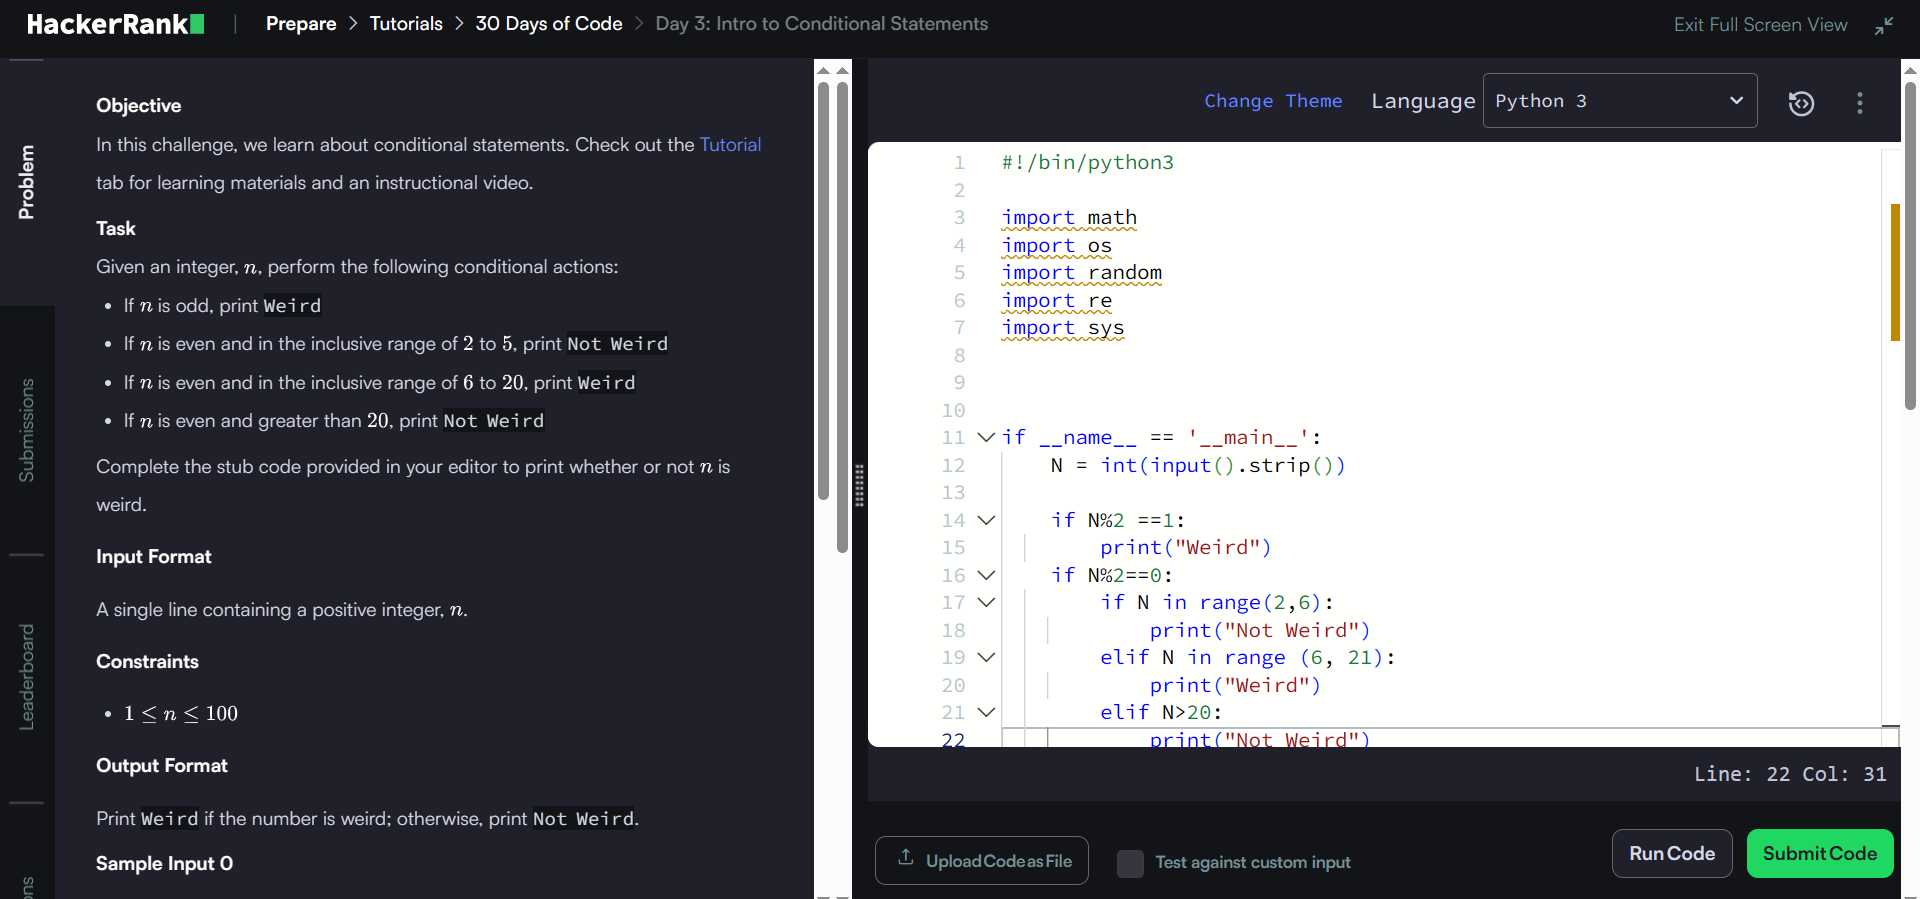 HackerRank | Prepare > Tutorials > 30 Days of Code > Day 3: Intro to Conditional Statements
Exit Full Screen View
Problem
Submissions
Leaderboard
Objective
In this challenge, we learn about conditional statements. Check out the Tutorial
tab for learning materials and an instructional video.
Task
Given an integer, n, perform the following conditional actions:
• If n is odd, print Weird
• If n is even and in the inclusive range of 2 to 5, print Not Weird
• If n is even and in the inclusive range of 6 to 20, print Weird
• If n is even and greater than 20, print Not Weird
Complete the stub code provided in your editor to print whether or not n is
weird.
Input Format
A single line containing a positive integer, n.
Constraints
• 1 ≤ n ≤ 100
Output Format
Print Weird if the number is weird; otherwise, print Not Weird.
Sample Input 0
Change Theme Language Python 3
1 #!/bin/python3
2
3 import math
4 import os
5 import random
6 import re
7 import sys
8
9
10
11 if __name__ == '__main__':
12     N = int(input().strip())
13
14     if N%2 ==1:
15         print("Weird")
16     if N%2==0:
17         if N in range(2,6):
18             print("Not Weird")
19         elif N in range (6, 21):
20             print("Weird")
21         elif N>20:
22             print("Not Weird")
Line: 22 Col: 31
Upload Code as File
Test against custom input
Run Code
Submit Code